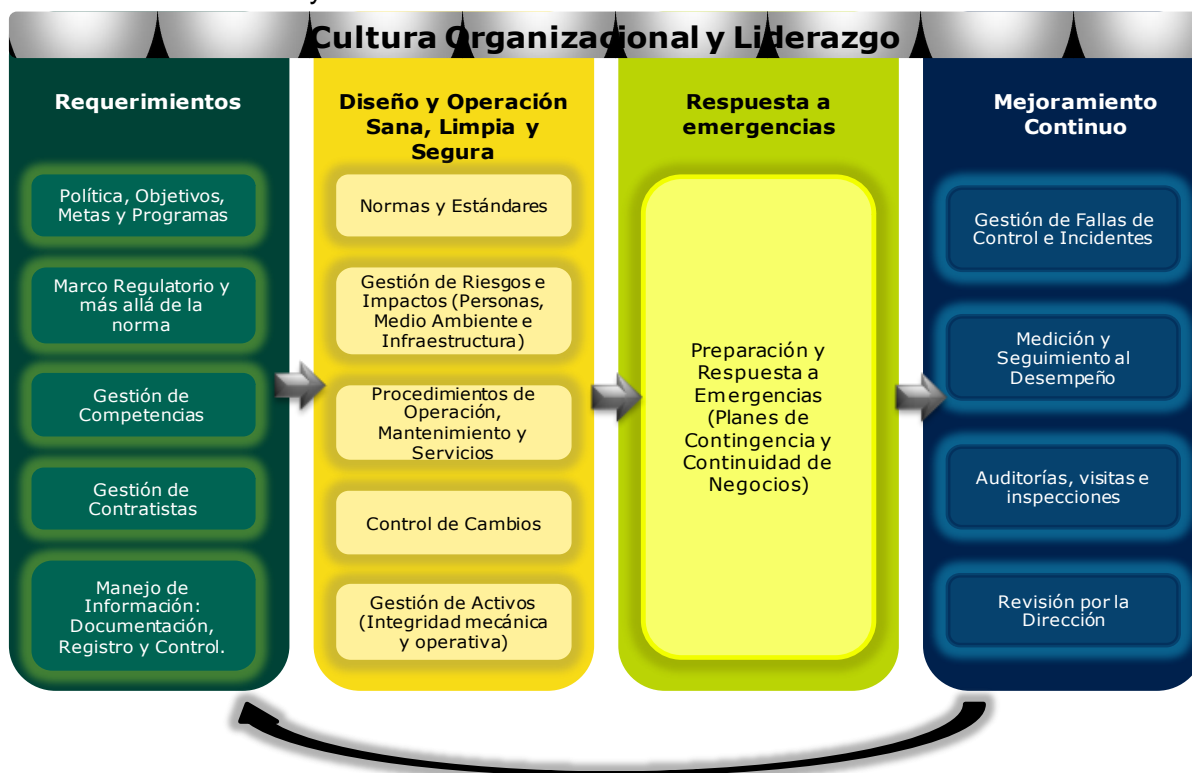 Cultura Organizacional y Liderazgo
Requerimientos
Política, Objetivos,
Metas y Programas
Marco Regulatorio y
más allá de la
norma
Gestión de
Competencias
Gestión de
Contratistas
Manejo de
Información:
Documentación,
Registro y Control.
Diseño y Operación
Sana, Limpia y
Segura
Normas y Estándares
Gestión de Riesgos e
Impactos (Personas,
Medio Ambiente e
Infraestructura)
Procedimientos de
Operación,
Mantenimiento y
Servicios
Control de Cambios
Gestión de Activos
(Integridad mecánica
y operativa)
Respuesta a
emergencias
Preparación y
Respuesta a
Emergencias
(Planes de
Contingencia y
Continuidad de
Negocios)
Mejoramiento
Continuo
Gestión de Fallas de
Control e Incidentes
Medición y
Seguimiento al
Desempeño
Auditorías, visitas e
inspecciones
Revisión por la
Dirección